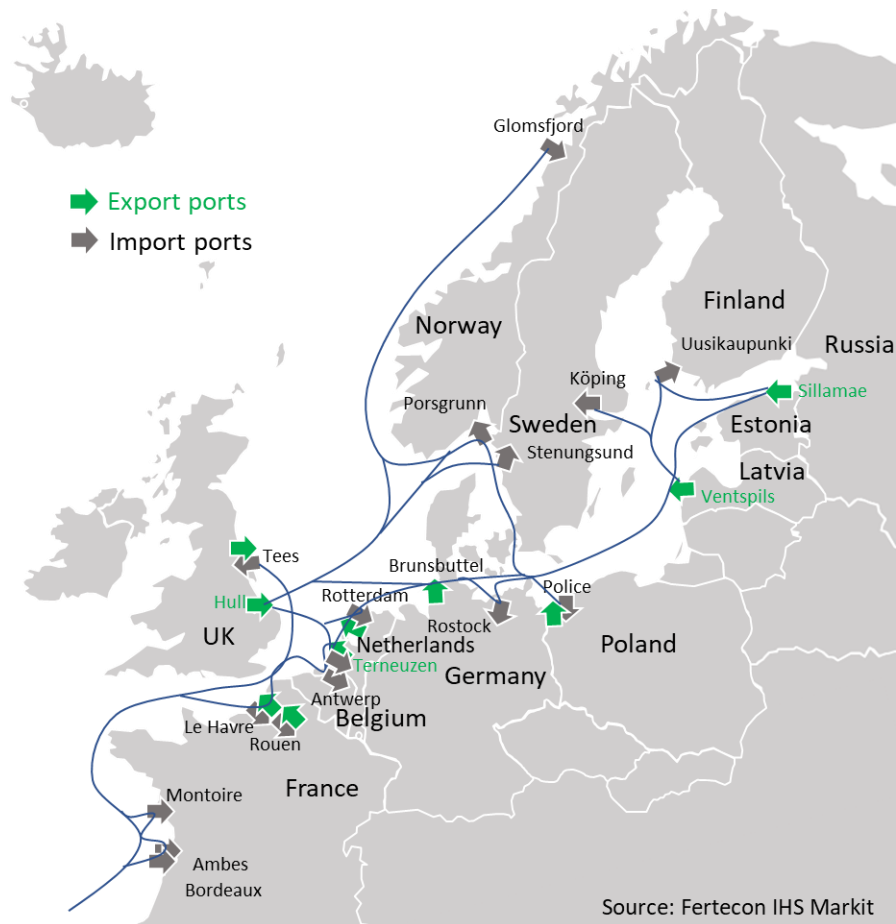 Glomsfjord
Export ports
Import ports
Finland
Norway
Uusikaupunki
Russia
Köping
Sillamae
Porsgrunn
Sweden
Estonia
Stenungsund
Latvia
Ventspils
Tees
Brunsbuttel
Police
Rotterdam
Hull
Rostock
UK
Netherlands
Poland
Terneuzen
Germany
Antwerp
Belgium
Le Havre
Rouen
France
Montoire
Ambes
Bordeaux
Source: Fertecon IHS Markit